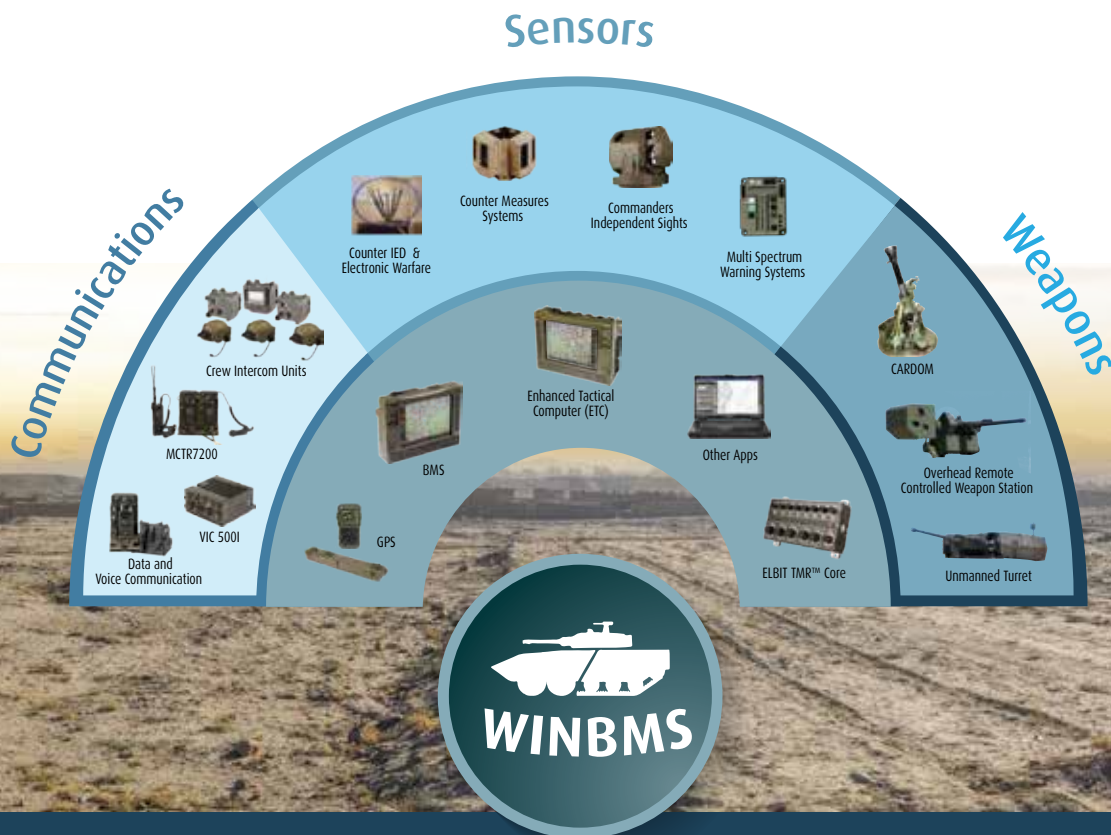 Sensors
Communications
Weapons
Counter IED &
Electronic Warfare
Counter Measures
Systems
Commanders
Independent Sights
Multi Spectrum
Warning Systems
Crew Intercom Units
MCTR7200
VIC 500I
Data and
Voice Communication
CARDOM
Overhead Remote
Controlled Weapon Station
Unmanned Turret
GPS
BMS
Enhanced Tactical
Computer (ETC)
Other Apps
ELBIT TMR™ Core
WINBMS